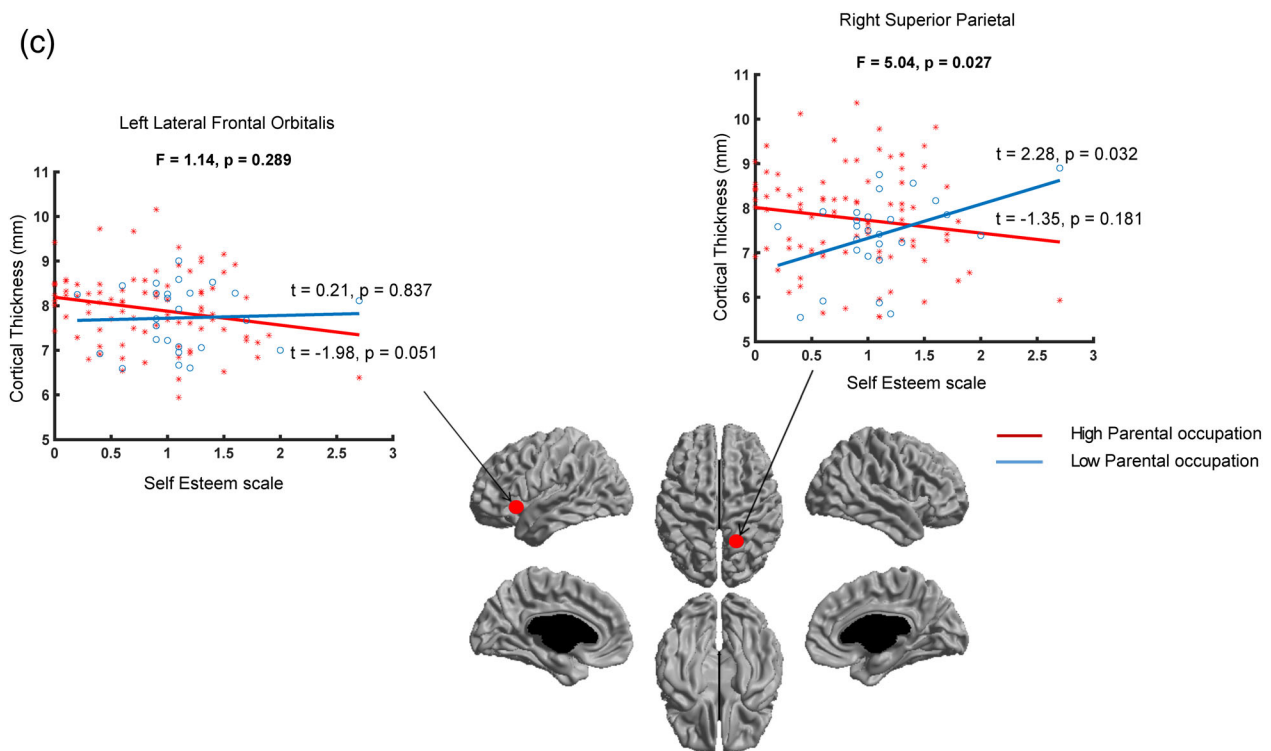 (c)
Left Lateral Frontal Orbitalis
F = 1.14, p = 0.289
Cortical Thickness (mm)
11
10
9
8
7
6
5
t = 0.21, p = 0.837
t = -1.98, p = 0.051
0 0.5 1 1.5 2 2.5 3
Self Esteem scale
Right Superior Parietal
F = 5.04, p = 0.027
Cortical Thickness (mm)
11
10
9
8
7
6
5
t = 2.28, p = 0.032
t = -1.35, p = 0.181
0 0.5 1 1.5 2 2.5 3
Self Esteem scale
High Parental occupation
Low Parental occupation